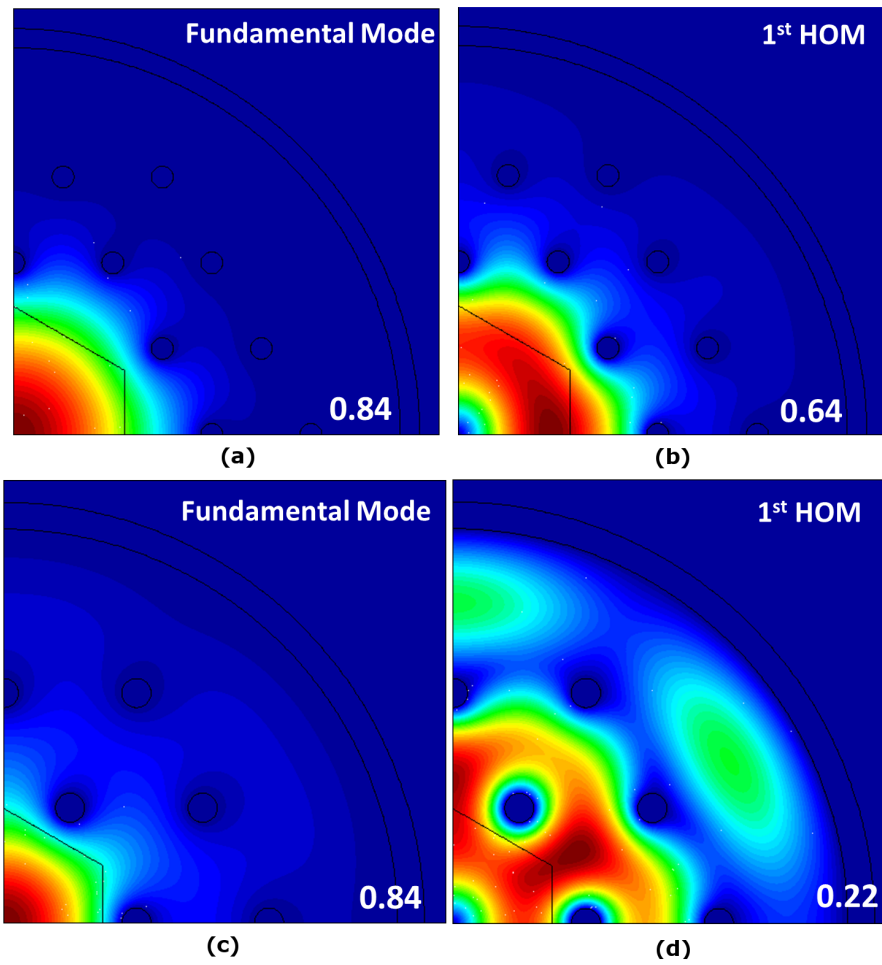 Fundamental Mode
1st HOM
0.84
0.64
(a)
(b)
Fundamental Mode
1st HOM
0.84
0.22
(c)
(d)